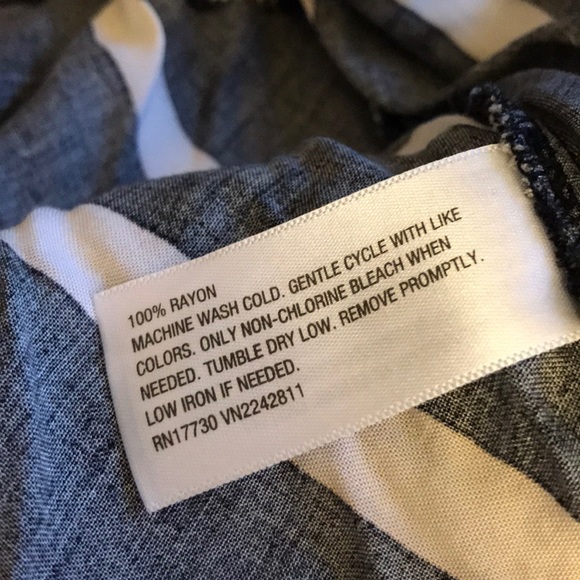 100% RAYON
MACHINE WASH COLD. GENTLE CYCLE WITH LIKE
COLORS. ONLY NON-CHLORINE BLEACH WHEN
NEEDED. TUMBLE DRY LOW. REMOVE PROMPTLY.
LOW IRON IF NEEDED.
RN17730 VN2242811